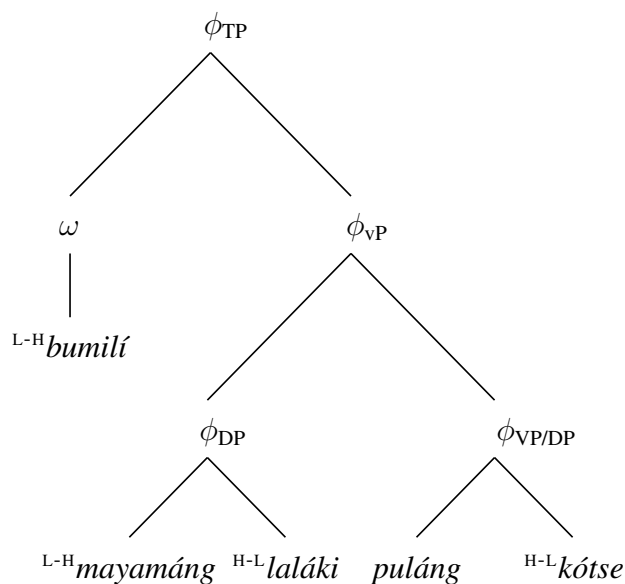 ϕTP
ω ϕvP
L-Hbumilí
ϕDP ϕVP/DP
L-Hmayamáng H-Llaláki puláng H-Lkótse